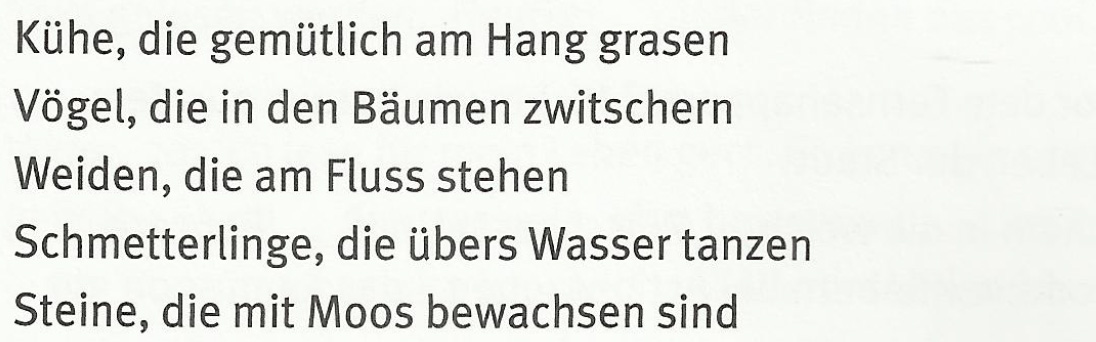 Kühe, die gemütlich am Hang grasen
Vögel, die in den Bäumen zwitschern
Weiden, die am Fluss stehen
Schmetterlinge, die übers Wasser tanzen
Steine, die mit Moos bewachsen sind